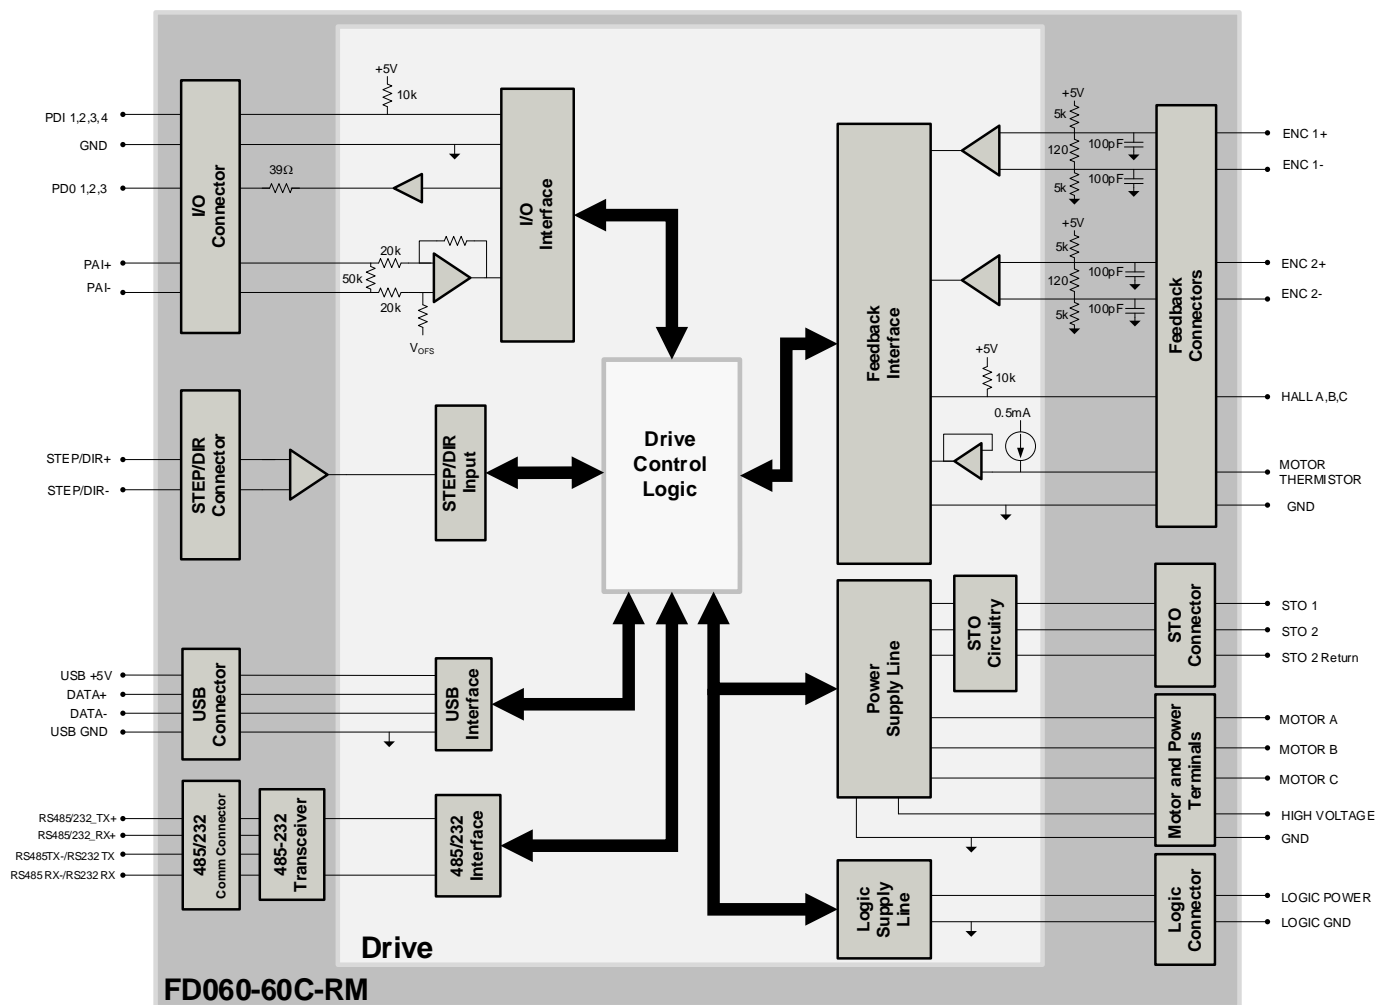 PDI 1,2,3,4
GND
PD0 1,2,3
PAI+
PAI-
I/O
Connector
+5V
10k
39Ω
20k
50k
20k
VOFS
I/O
Interface
STEP/DIR+
STEP/DIR-
STEP/DIR
Connector
STEP/DIR
Input
USB +5V
DATA+
DATA-
USB GND
USB
Connector
USB
Interface
RS485/232_TX+
RS485/232_RX+
RS485TX-/RS232 TX
RS485 RX-/RS232 RX
485/232
Comm Connector
485-232
Transceiver
485/232
Interface
Drive
Control
Logic
Feedback
Interface
+5V
5k
120
5k
100pF
100pF
+5V
5k
120
5k
100pF
100pF
+5V
10k
0.5mA
Feedback
Connectors
ENC 1+
ENC 1-
ENC 2+
ENC 2-
HALL A,B,C
MOTOR
THERMISTOR
GND
Power
Supply Line
STO
Circuitry
STO
Connector
STO 1
STO 2
STO 2 Return
Motor and Power
Terminals
MOTOR A
MOTOR B
MOTOR C
HIGH VOLTAGE
GND
Logic
Supply
Line
Logic
Connector
LOGIC POWER
LOGIC GND
Drive
FD060-60C-RM